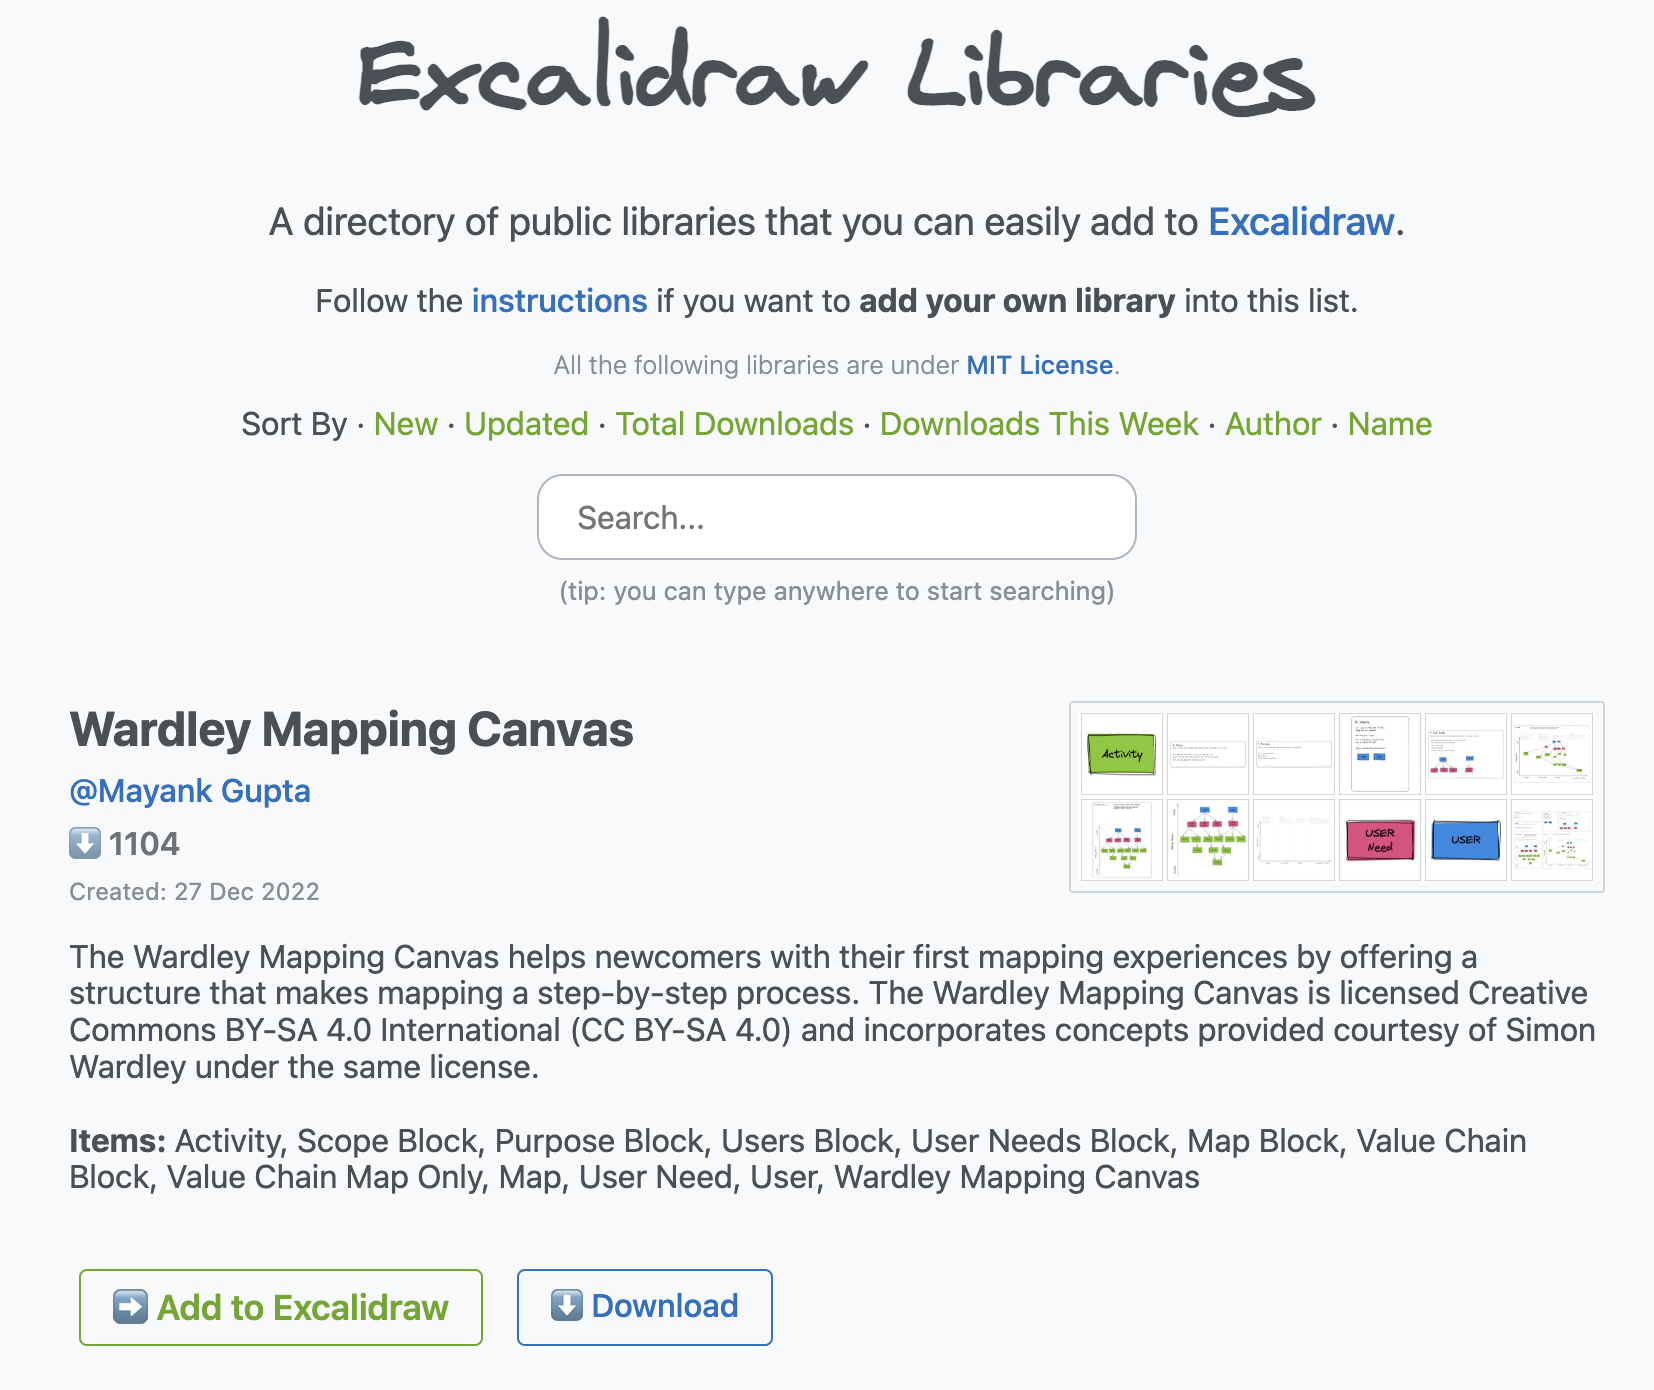 Excalidraw Libraries
A directory of public libraries that you can easily add to Excalidraw.
Follow the instructions if you want to add your own library into this list.
All the following libraries are under MIT License.
Sort By · New · Updated · Total Downloads · Downloads This Week · Author · Name
Search...
(tip: you can type anywhere to start searching)
Wardley Mapping Canvas
@Mayank Gupta
1104
Created: 27 Dec 2022
Activity
USER
Need
USER
The Wardley Mapping Canvas helps newcomers with their first mapping experiences by offering a
structure that makes mapping a step-by-step process. The Wardley Mapping Canvas is licensed Creative
Commons BY-SA 4.0 International (CC BY-SA 4.0) and incorporates concepts provided courtesy of Simon
Wardley under the same license.
Items: Activity, Scope Block, Purpose Block, Users Block, User Needs Block, Map Block, Value Chain
Block, Value Chain Map Only, Map, User Need, User, Wardley Mapping Canvas
Add to Excalidraw
Download